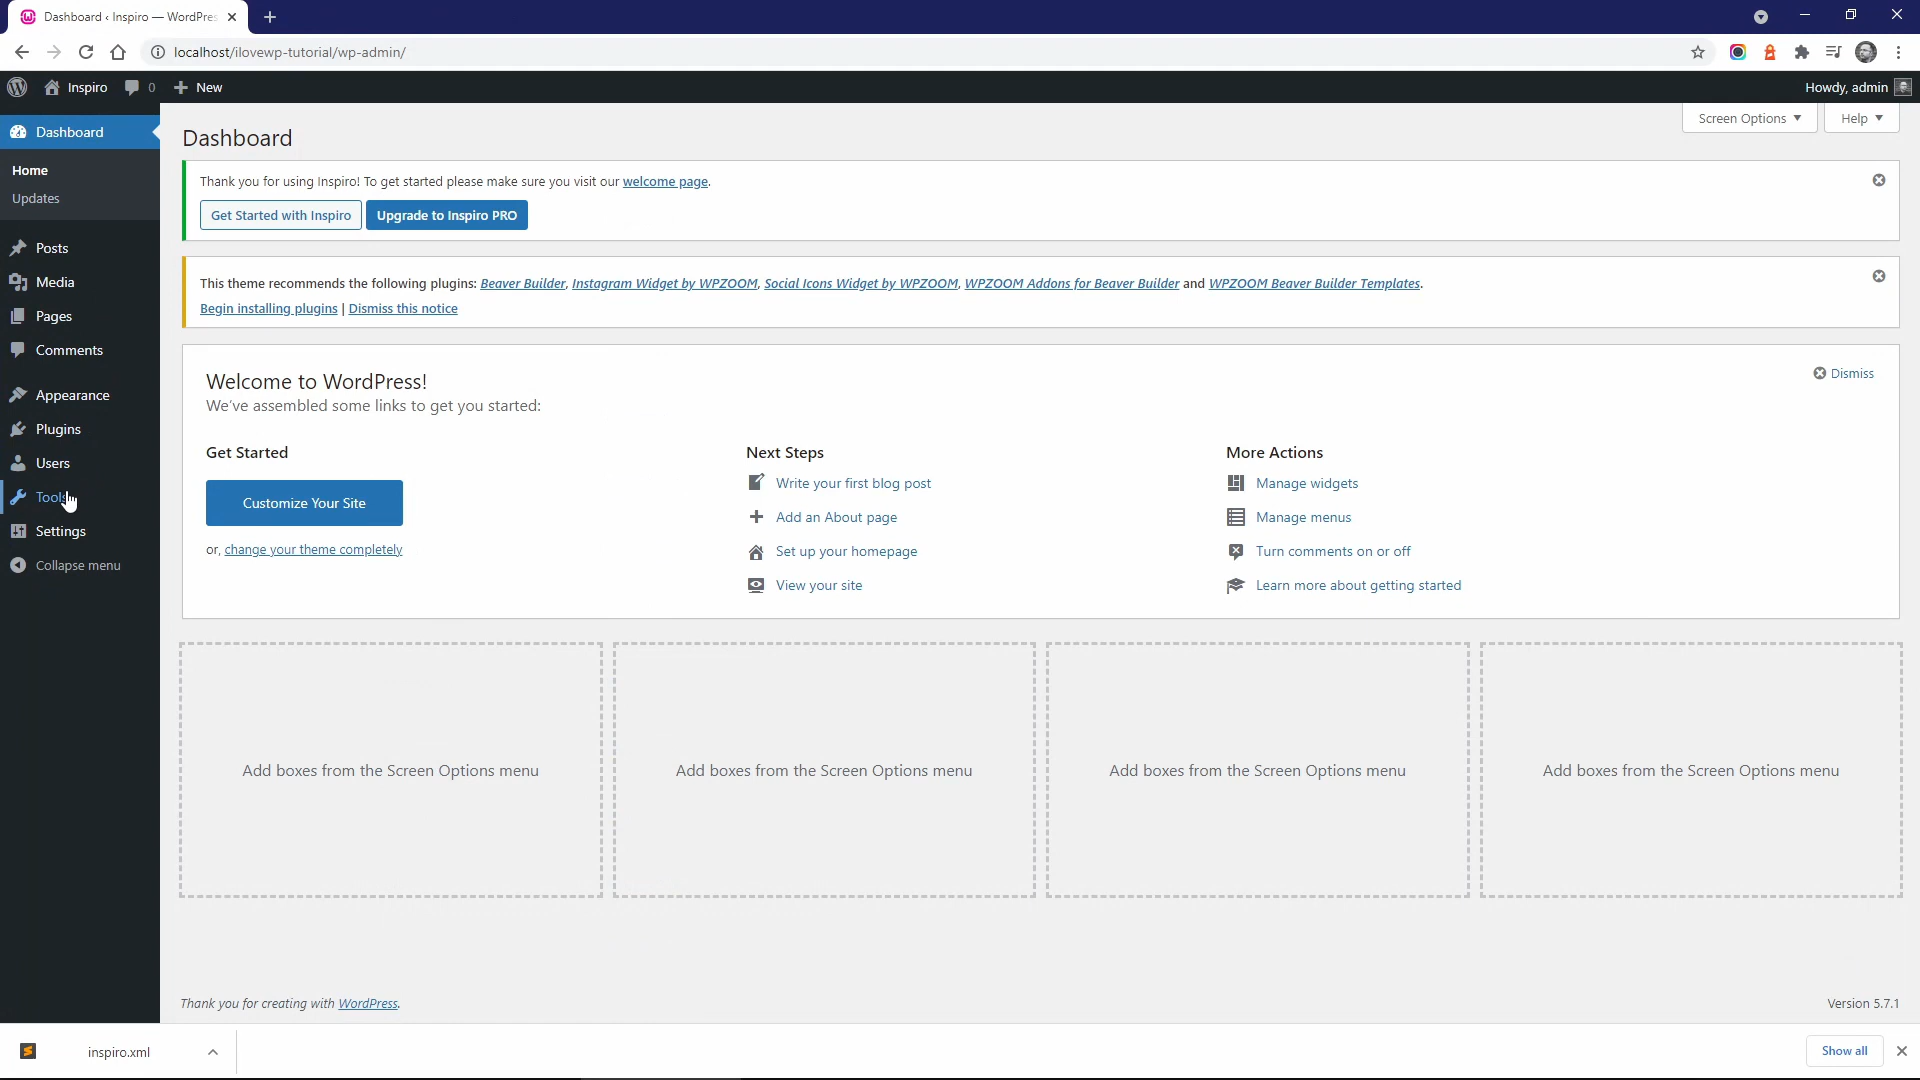 Dashboard ‹ Inspiro — WordPres
localhost/ilovewp-tutorial/wp-admin/
Inspiro
0
New
Howdy, admin
Dashboard
Home
Updates
Posts
Media
Pages
Comments
Appearance
Plugins
Users
Tools
Settings
Collapse menu
Screen Options
Help
Dashboard
Thank you for using Inspiro! To get started please make sure you visit our welcome page.
Get Started with Inspiro
Upgrade to Inspiro PRO
This theme recommends the following plugins: Beaver Builder, Instagram Widget by WPZOOM, Social Icons Widget by WPZOOM, WPZOOM Addons for Beaver Builder and WPZOOM Beaver Builder Templates.
Begin installing plugins | Dismiss this notice
Welcome to WordPress!
We've assembled some links to get you started:
Dismiss
Get Started
Customize Your Site
or, change your theme completely
Next Steps
Write your first blog post
Add an About page
Set up your homepage
View your site
More Actions
Manage widgets
Manage menus
Turn comments on or off
Learn more about getting started
Add boxes from the Screen Options menu
Add boxes from the Screen Options menu
Add boxes from the Screen Options menu
Add boxes from the Screen Options menu
Thank you for creating with WordPress.
Version 5.7.1
inspiro.xml
Show all